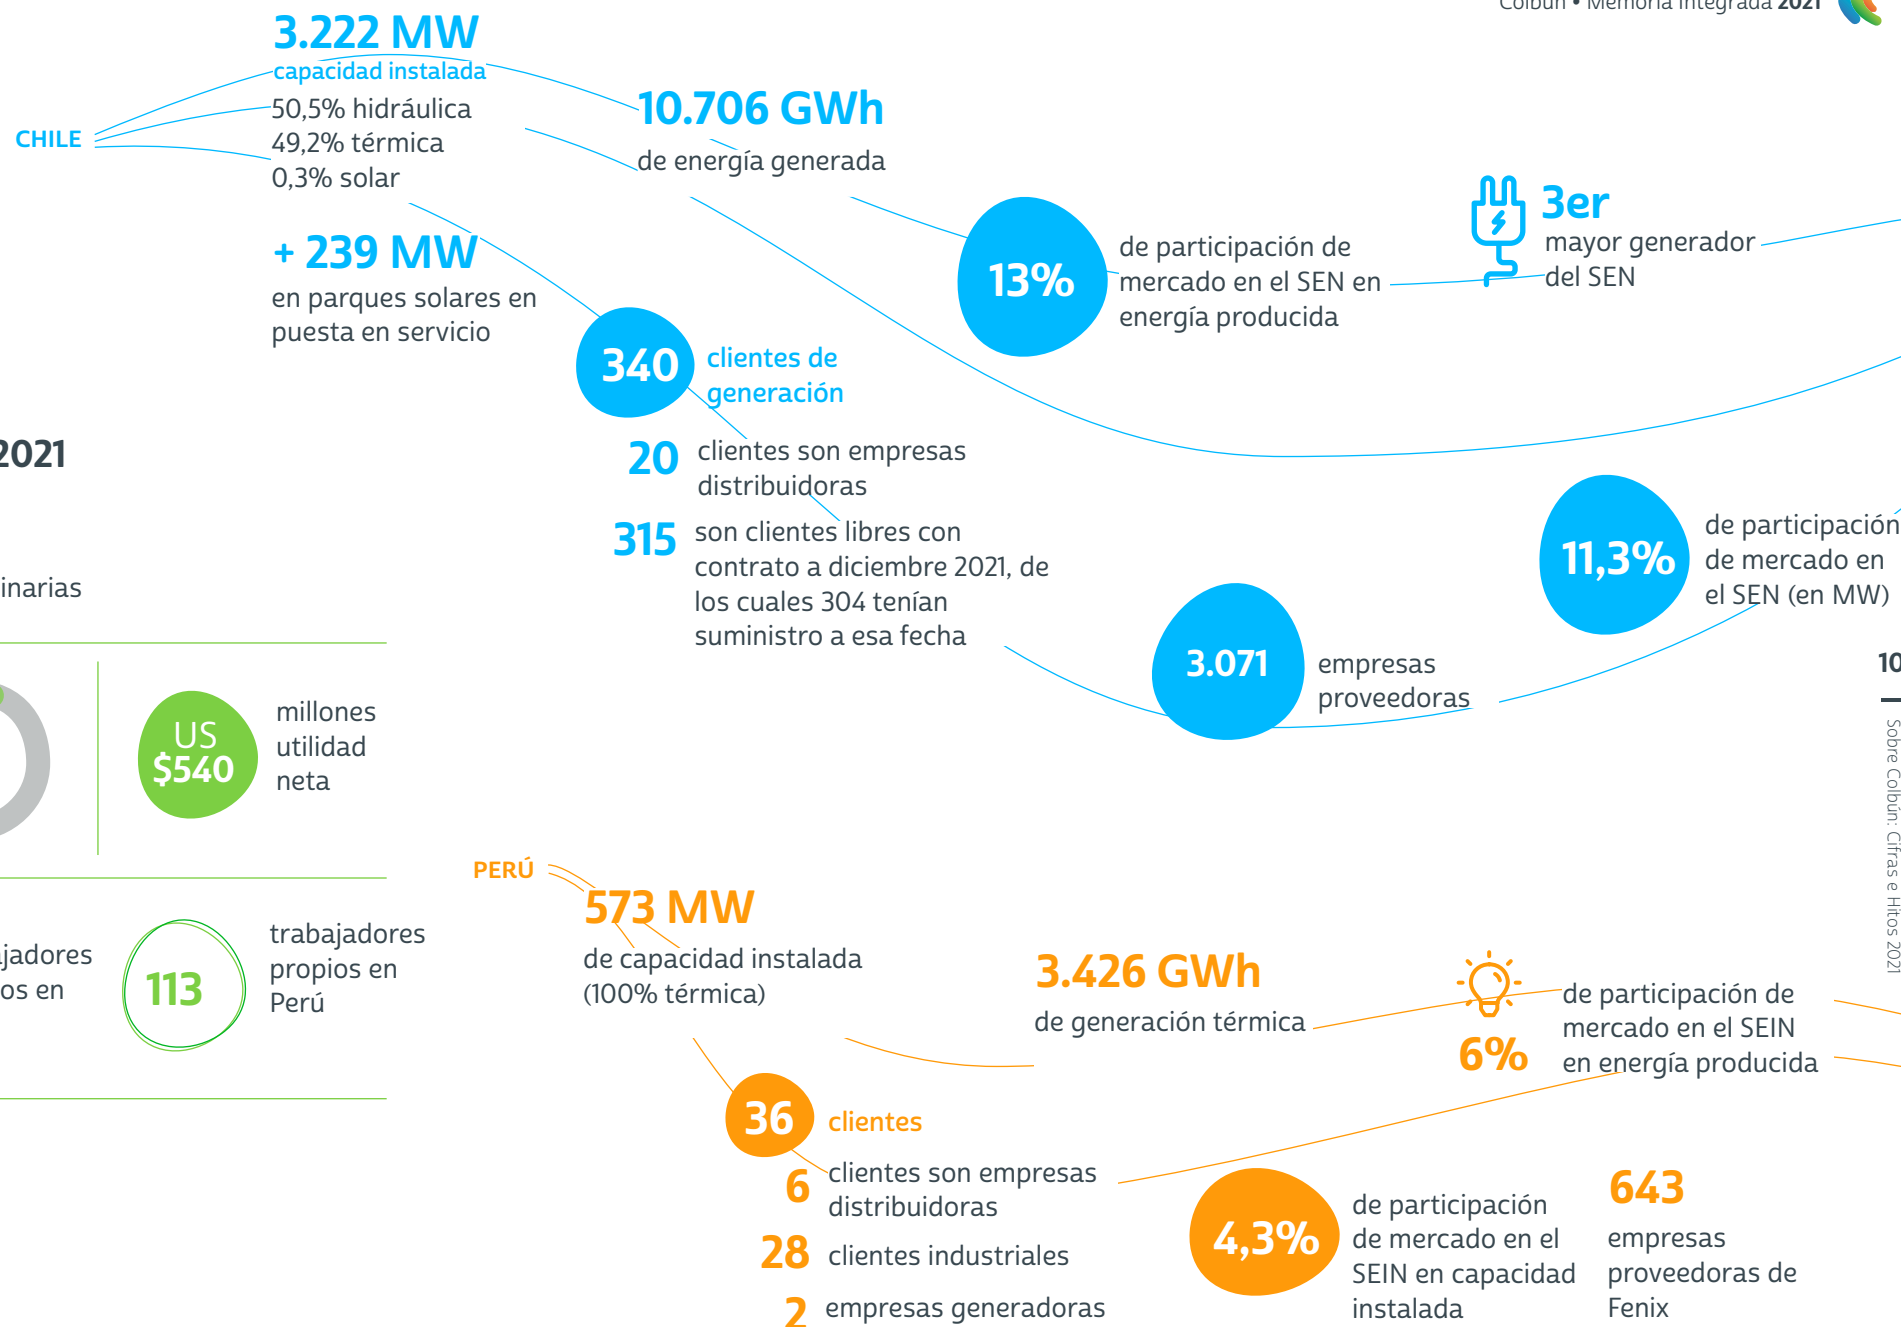 Colbún • Memoria Integrada 2021
CHILE
3.222 MW
capacidad instalada
50,5% hidráulica
49,2% térmica
0,3% solar
+ 239 MW
en parques solares en
puesta en servicio
10.706 GWh
de energía generada
13%
de participación de
mercado en el SEN en
energía producida
3er
mayor generador
del SEN
340
clientes de
generación
20
clientes son empresas
distribuidoras
315
son clientes libres con
contrato a diciembre 2021, de
los cuales 304 tenían
suministro a esa fecha
3.071
empresas
proveedoras
11,3%
de participación
de mercado en
el SEN (en MW)
2021
inarias
US
$540
millones
utilidad
neta
jadores
os en
113
trabajadores
propios en
Perú
PERÚ
573 MW
de capacidad instalada
(100% térmica)
3.426 GWh
de generación térmica
6%
de participación de
mercado en el SEIN
en energía producida
36
clientes
6
clientes son empresas
distribuidoras
28
clientes industriales
2
empresas generadoras
4,3%
de participación
de mercado en el
SEIN en capacidad
instalada
643
empresas
proveedoras de
Fenix
10
Sobre Colbún: Cifras e Hitos 2021